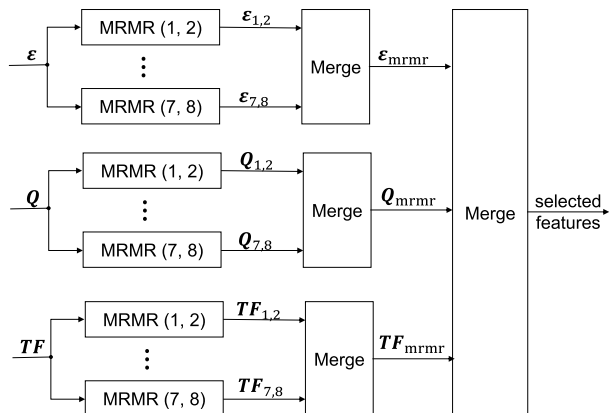 ε
MRMR (1, 2)
ε1,2
⋮
MRMR (7, 8)
ε7,8
Merge
εmrmr
Q
MRMR (1, 2)
Q1,2
⋮
MRMR (7, 8)
Q7,8
Merge
Qmrmr
TF
MRMR (1, 2)
TF1,2
⋮
MRMR (7, 8)
TF7,8
Merge
TFmrmr
Merge
selected
features